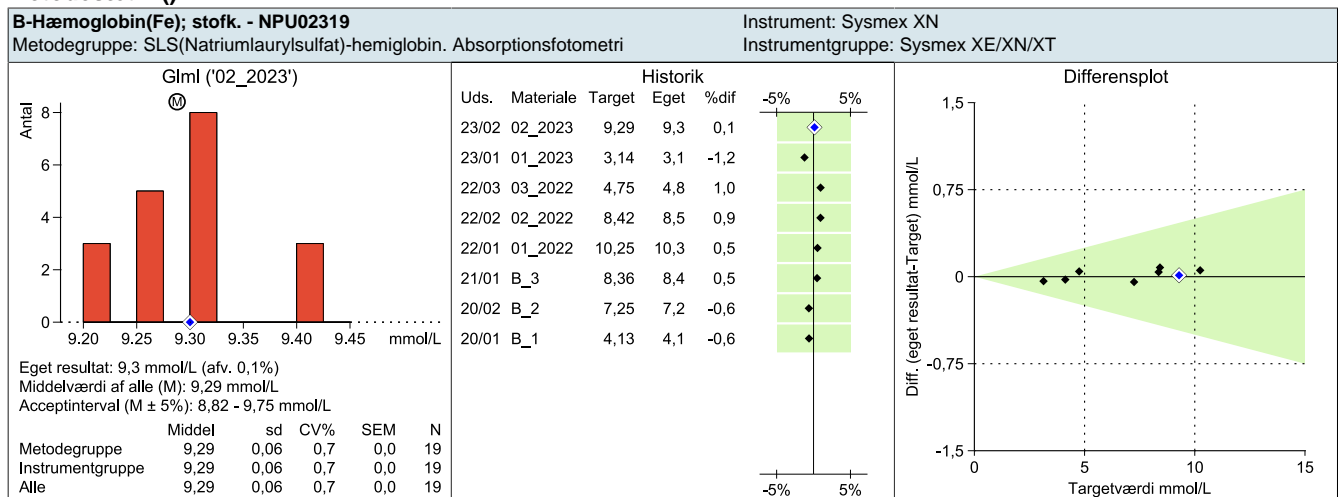 B-Hæmoglobin(Fe); stofk. - NPU02319
Instrument: Sysmex XN
Metodegruppe: SLS(Natriumlaurylsulfat)-hemiglobin. Absorptionsfotometri
Instrumentgruppe: Sysmex XE/XN/XT
Glml ('02_2023')
M
Antal
8
6
4
2
0
9.20 9.25 9.30 9.35 9.40 9.45 mmol/L
Eget resultat: 9,3 mmol/L (afv. 0,1%)
Middelværdi af alle (M): 9,29 mmol/L
Acceptinterval (M ± 5%): 8,82 - 9,75 mmol/L
Middel sd CV% SEM N
Metodegruppe 9,29 0,06 0,7 0,0 19
Instrumentgruppe 9,29 0,06 0,7 0,0 19
Alle 9,29 0,06 0,7 0,0 19
Historik
Uds. Materiale Target Eget %dif -5% 5%
23/02 02_2023 9,29 9,3 0,1
23/01 01_2023 3,14 3,1 -1,2
22/03 03_2022 4,75 4,8 1,0
22/02 02_2022 8,42 8,5 0,9
22/01 01_2022 10,25 10,3 0,5
21/01 B_3 8,36 8,4 0,5
20/02 B_2 7,25 7,2 -0,6
20/01 B_1 4,13 4,1 -0,6
-5% 5%
Differensplot
Diff. (eget resultat-Target) mmol/L
1,5
0,75
0
-0,75
-1,5
0 5 10 15
Targetværdi mmol/L